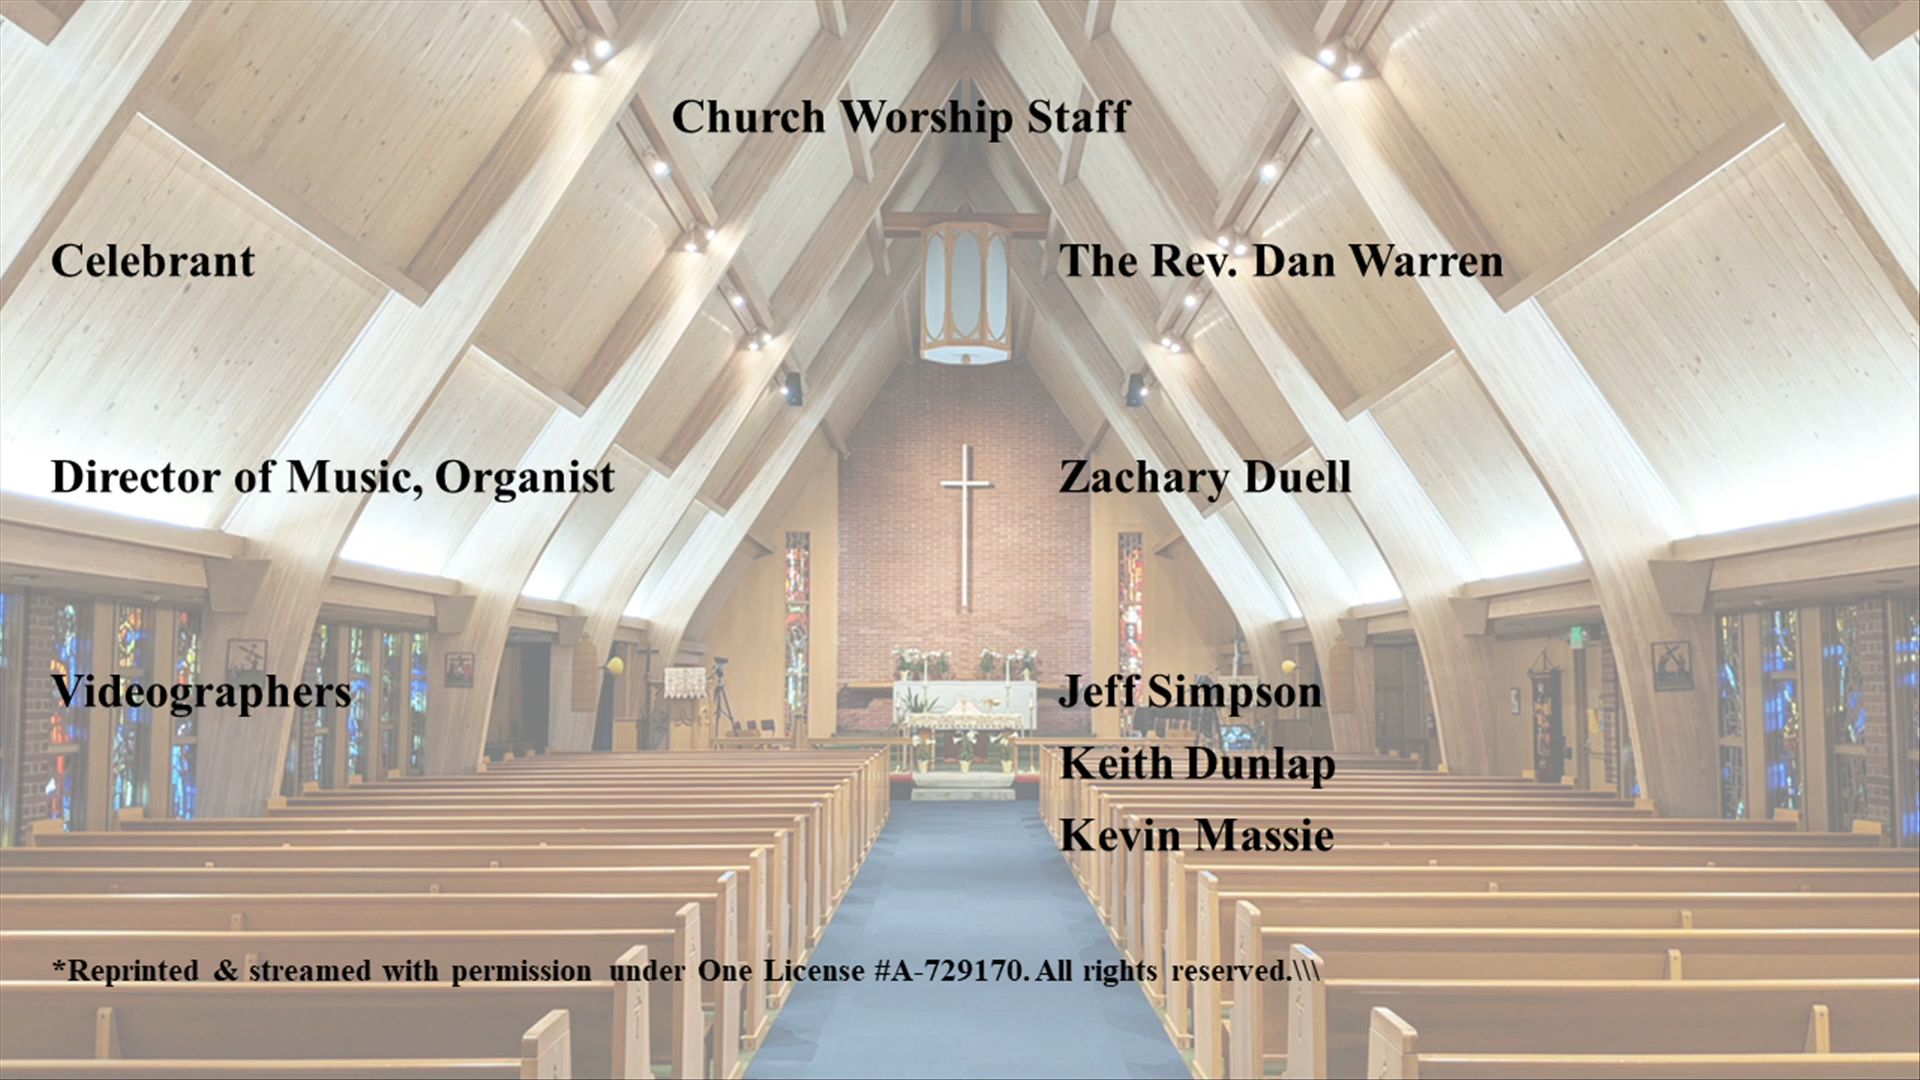 Church Worship Staff
Celebrant The Rev. Dan Warren
Director of Music, Organist Zachary Duell
Videographers Jeff Simpson
Keith Dunlap
Kevin Massie
*Reprinted & streamed with permission under One License #A-729170. All rights reserved.\\\